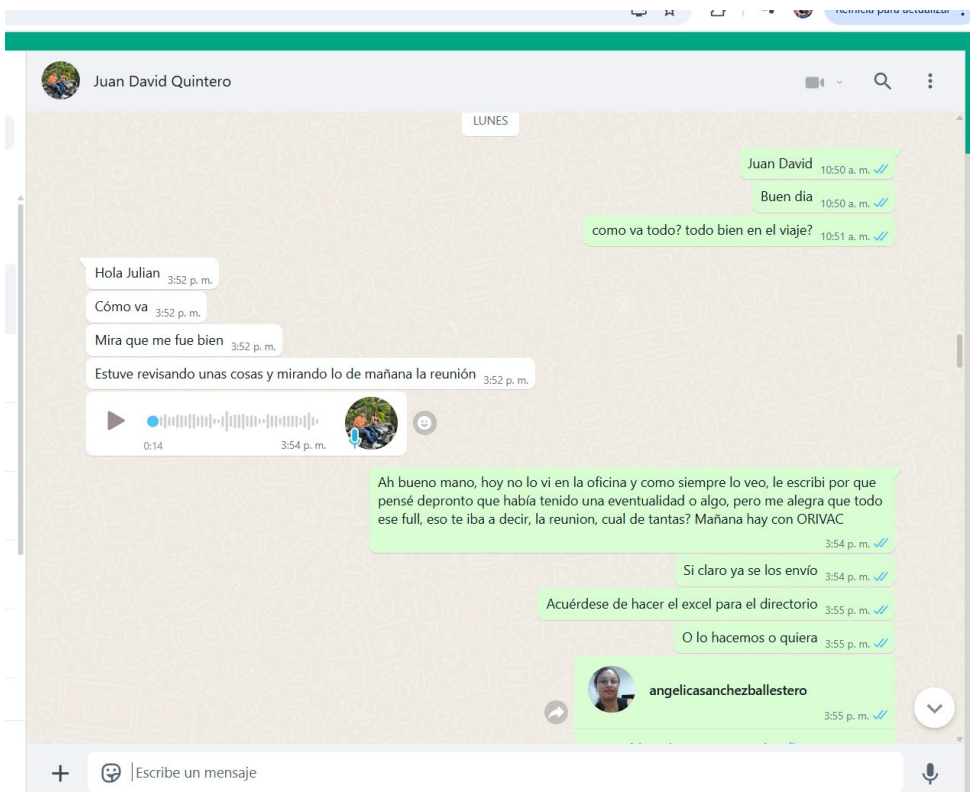 Reinicia para actualizar
Juan David Quintero
LUNES
Juan David 10:50 a. m.
Buen dia 10:50 a. m.
como va todo? todo bien en el viaje? 10:51 a. m.
Hola Julian 3:52 p. m.
Cómo va 3:52 p. m.
Mira que me fue bien 3:52 p. m.
Estuve revisando unas cosas y mirando lo de mañana la reunión 3:52 p. m.
0:14 3:54 p. m.
Ah bueno mano, hoy no lo vi en la oficina y como siempre lo veo, le escribi por que
pensé depronto que había tenido una eventualidad o algo, pero me alegra que todo
ese full, eso te iba a decir, la reunion, cual de tantas? Mañana hay con ORIVAC
3:54 p. m.
Si claro ya se los envío 3:54 p. m.
Acuérdese de hacer el excel para el directorio 3:55 p. m.
O lo hacemos o quiera 3:55 p. m.
angelicasanchezballestero
3:55 p. m.
Escribe un mensaje